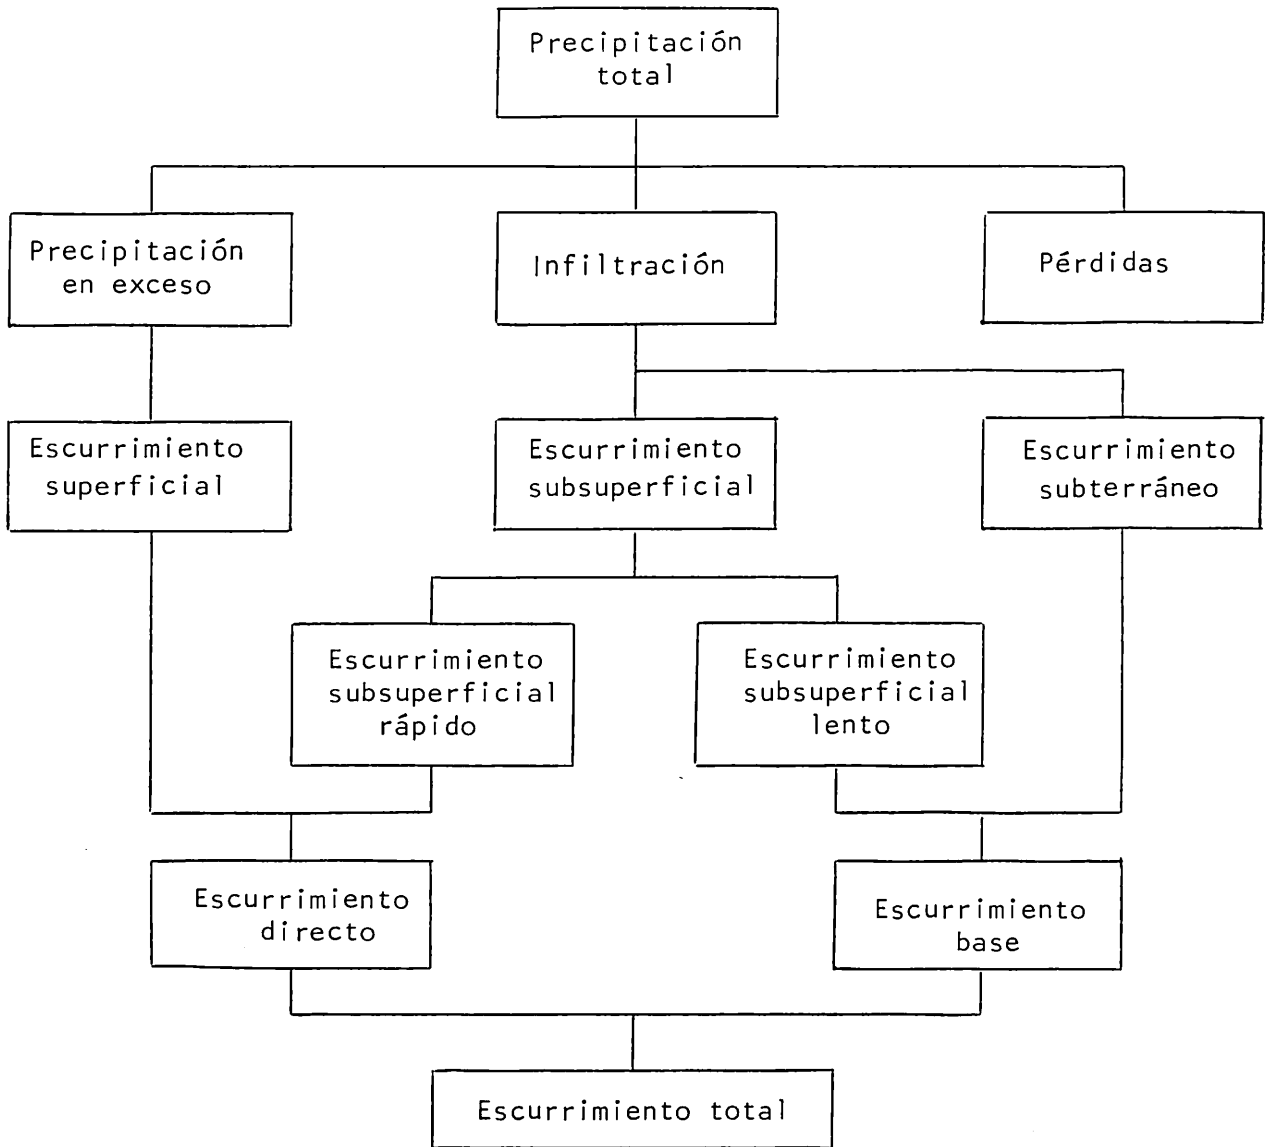 Precipitación
total
Precipitación
en exceso
Infiltración
Pérdidas
Escurrimiento
superficial
Escurrimiento
subsuperficial
Escurrimiento
subterráneo
Escurrimiento
subsuperficial
rápido
Escurrimiento
subsuperficial
lento
Escurrimiento
directo
Escurrimiento
base
Escurrimiento total